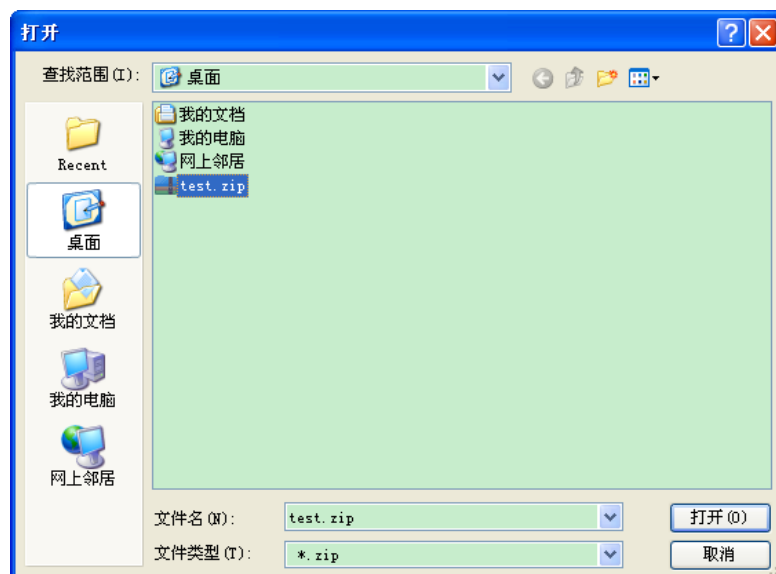 打开
查找范围(I):
桌面
我的文档
我的电脑
网上邻居
test.zip
Recent
桌面
我的文档
我的电脑
网上邻居
文件名(N):
test.zip
打开(O)
文件类型(T):
*.zip
取消